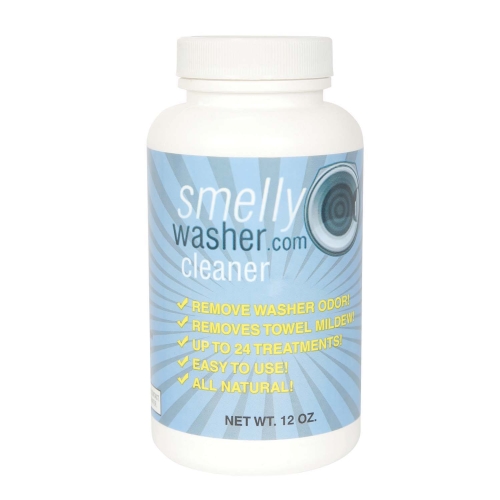 smelly
washer.com
cleaner
✓ REMOVE WASHER ODOR!
✓ REMOVES TOWEL MILDEW!
✓ UP TO 24 TREATMENTS!
✓ EASY TO USE!
✓ ALL NATURAL!
NET WT. 12 OZ.